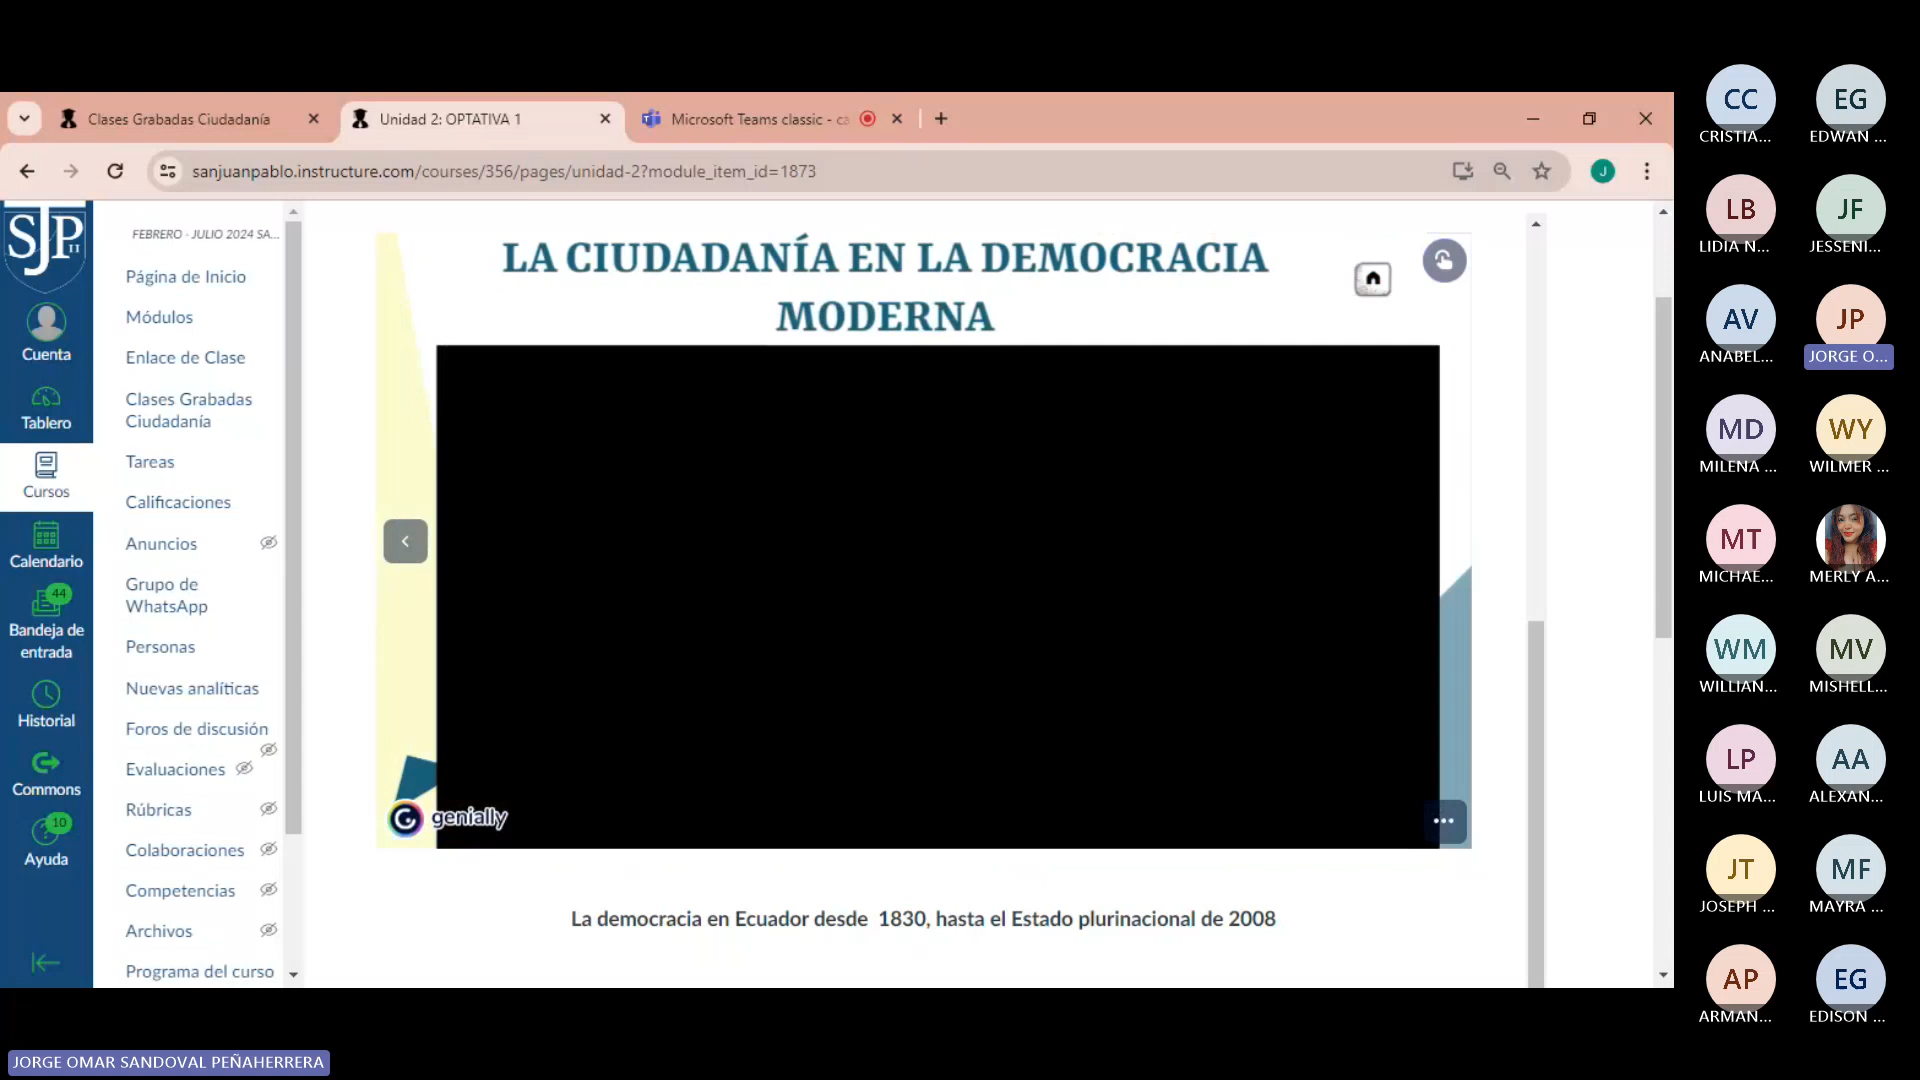 Clases Grabadas Ciudadanía
Unidad 2: OPTATIVA 1
Microsoft Teams classic - ca
sanjuanpablo.instructure.com/courses/356/pages/unidad-2?module_item_id=1873
J
SJP II
Cuenta
Tablero
Cursos
Calendario
44
Bandeja de
entrada
Historial
Commons
10
Ayuda
FEBRERO - JULIO 2024 SA...
Página de Inicio
Módulos
Enlace de Clase
Clases Grabadas
Ciudadanía
Tareas
Calificaciones
Anuncios
Grupo de
WhatsApp
Personas
Nuevas analíticas
Foros de discusión
Evaluaciones
Rúbricas
Colaboraciones
Competencias
Archivos
Programa del curso
LA CIUDADANÍA EN LA DEMOCRACIA
MODERNA
genially
La democracia en Ecuador desde 1830, hasta el Estado plurinacional de 2008
CC
CRISTIA...
EG
EDWAN ...
LB
LIDIA N...
JF
JESSENI...
AV
ANABEL...
JP
JORGE O...
MD
MILENA ...
WY
WILMER ...
MT
MICHAE...
MERLY A...
WM
WILLIAN...
MV
MISHELL...
LP
LUIS MA...
AA
ALEXAN...
JT
JOSEPH ...
MF
MAYRA ...
AP
ARMAN...
EG
EDISON ...
JORGE OMAR SANDOVAL PEÑAHERRERA